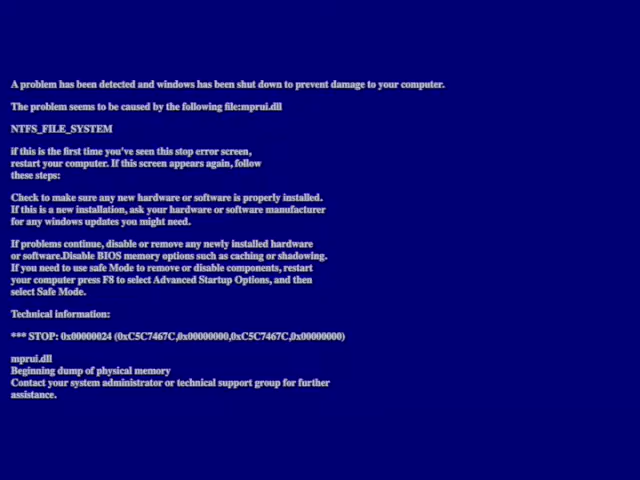 A problem has been detected and windows has been shut down to prevent damage to your computer.
The problem seems to be caused by the following file:mprui.dll
NTFS_FILE_SYSTEM
if this is the first time you've seen this stop error screen,
restart your computer. If this screen appears again, follow
these steps:
Check to make sure any new hardware or software is properly installed.
If this is a new installation, ask your hardware or software manufacturer
for any windows updates you might need.
If problems continue, disable or remove any newly installed hardware
or software.Disable BIOS memory options such as caching or shadowing.
If you need to use safe Mode to remove or disable components, restart
your computer press F8 to select Advanced Startup Options, and then
select Safe Mode.
Technical information:
*** STOP: 0x00000024 (0xC5C7467C,0x00000000,0xC5C7467C,0x00000000)
mprui.dll
Beginning dump of physical memory
Contact your system administrator or technical support group for further
assistance.